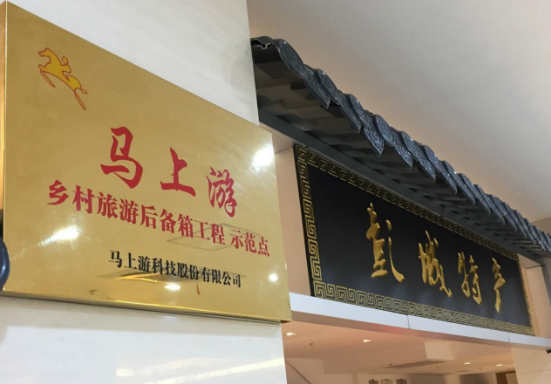 马上游
乡村旅游后备箱工程 示范点
马上游科技股份有限公司
彭城特产